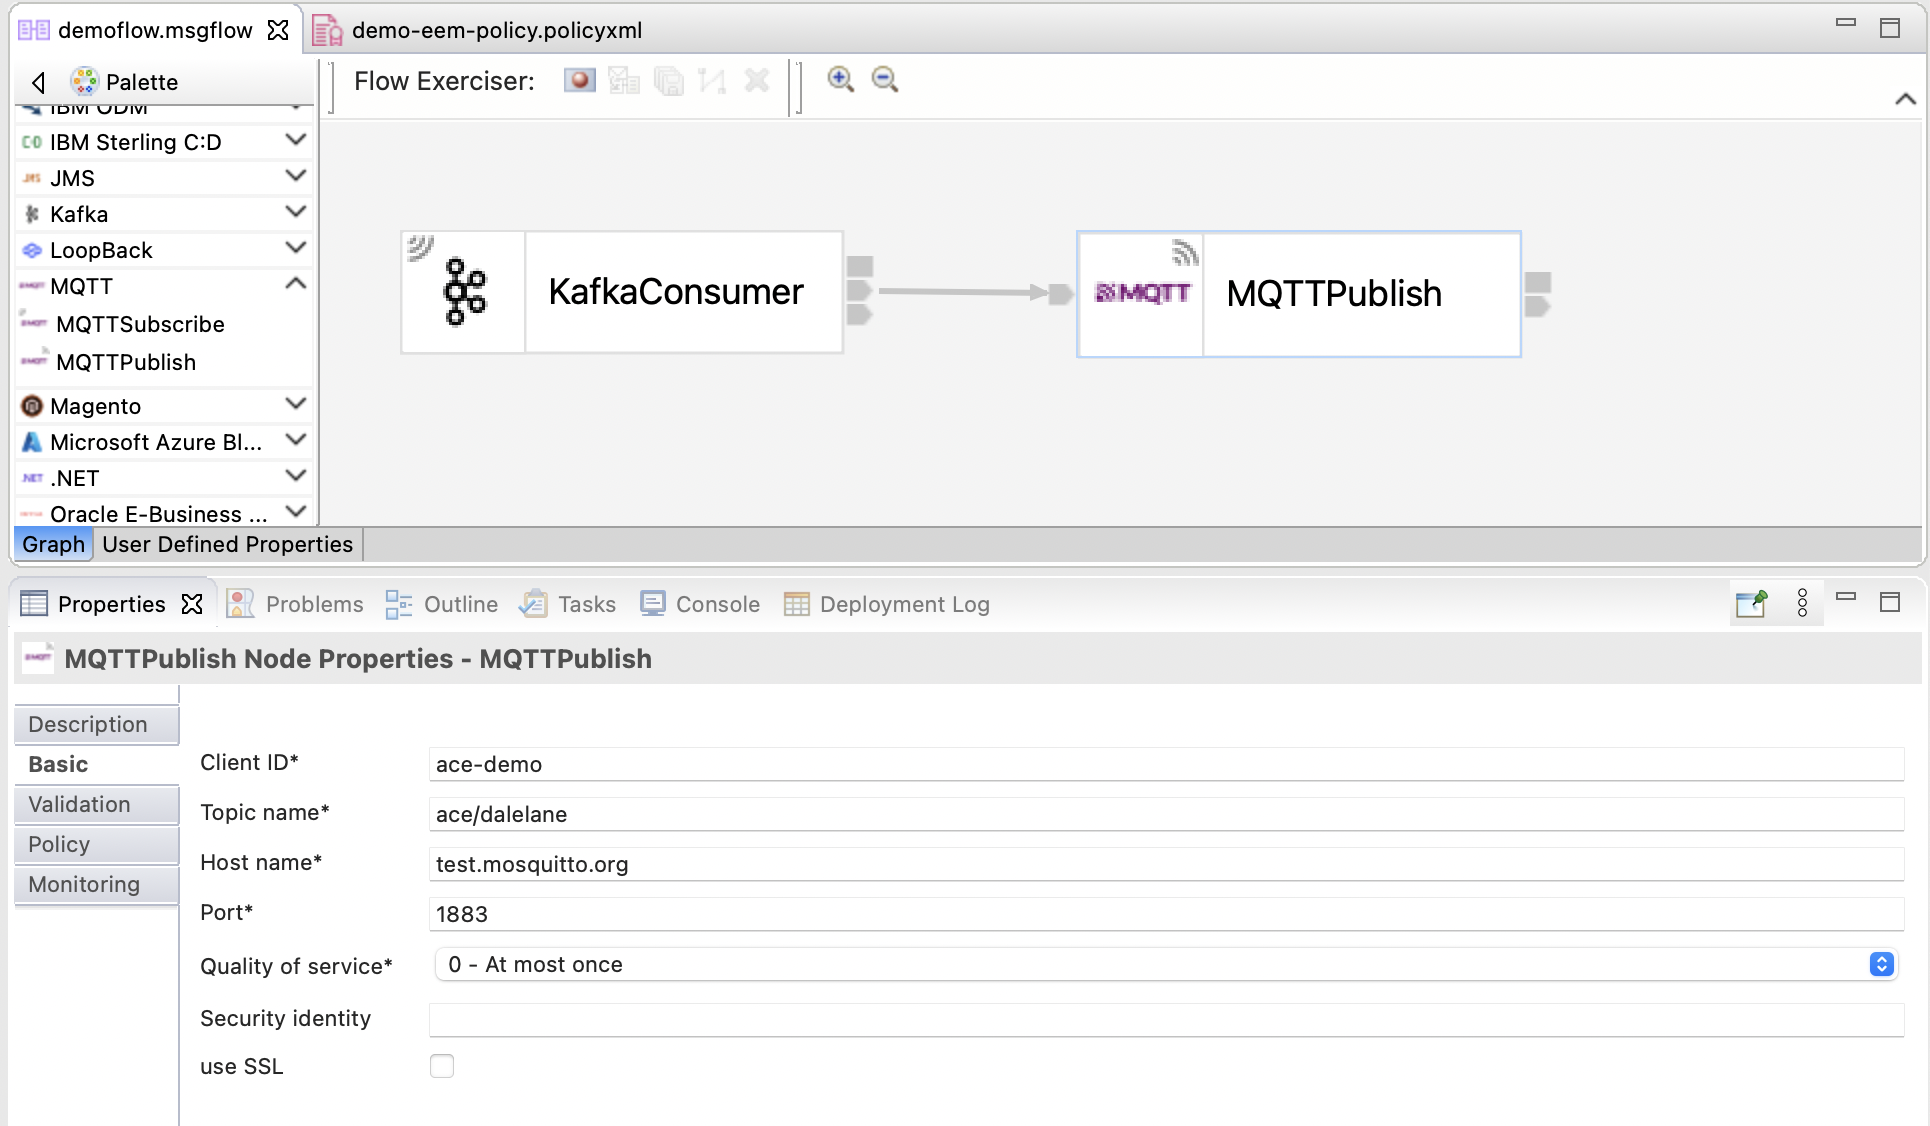 demoflow.msgflow
demo-eem-policy.policyxml
Palette
Flow Exerciser:
IBM ODM
IBM Sterling C:D
JMS
Kafka
LoopBack
MQTT
MQTTSubscribe
MQTTPublish
Magento
Microsoft Azure Bl...
.NET
Oracle E-Business ...
KafkaConsumer
MQTT
MQTTPublish
Graph
User Defined Properties
Properties
Problems
Outline
Tasks
Console
Deployment Log
MQTTPublish Node Properties - MQTTPublish
Description
Basic
Validation
Policy
Monitoring
Client ID*
ace-demo
Topic name*
ace/dalelane
Host name*
test.mosquitto.org
Port*
1883
Quality of service*
0 - At most once
Security identity
use SSL